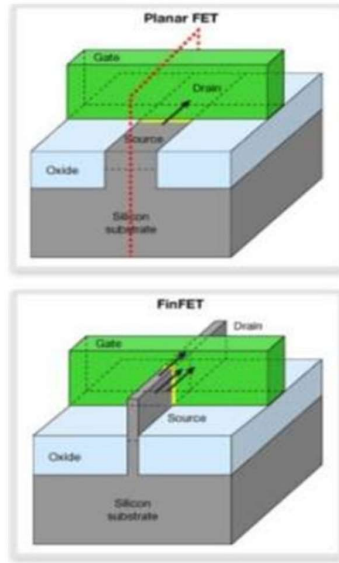 Planar FET
Gate
Drain
Source
Oxide
Silicon
substrate
FinFET
Drain
Gate
Source
Oxide
Silicon
substrate